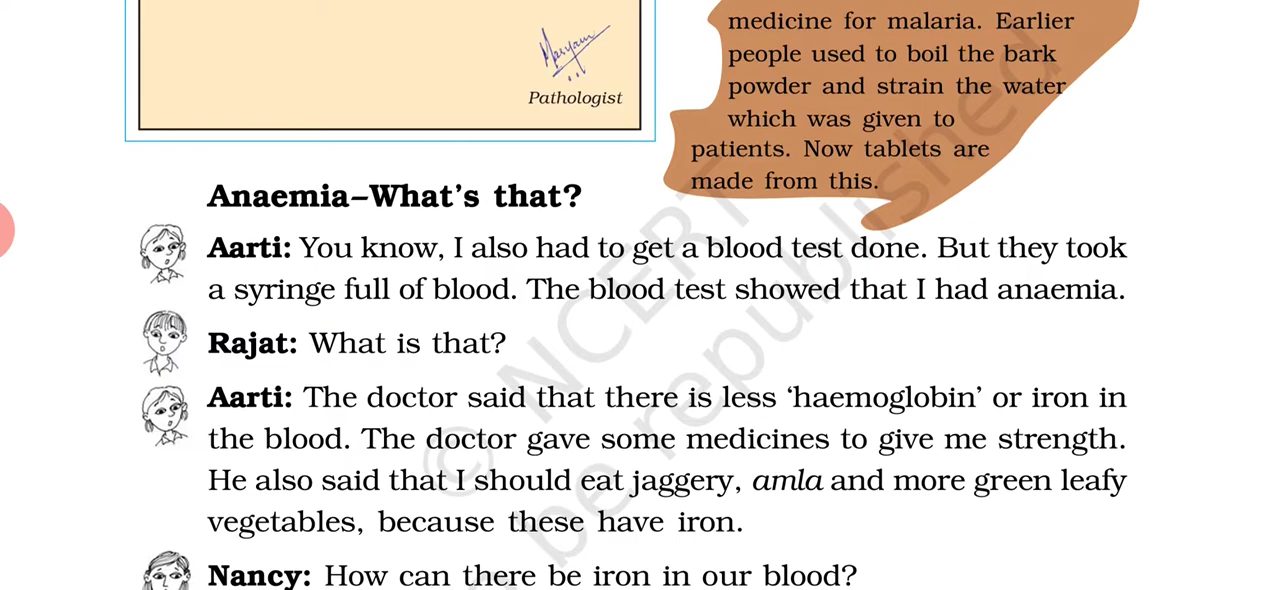 Pathologist
medicine for malaria. Earlier
people used to boil the bark
powder and strain the water
which was given to
patients. Now tablets are
made from this.
Anaemia–What's that?
Aarti: You know, I also had to get a blood test done. But they took
a syringe full of blood. The blood test showed that I had anaemia.
Rajat: What is that?
Aarti: The doctor said that there is less ‘haemoglobin’ or iron in
the blood. The doctor gave some medicines to give me strength.
He also said that I should eat jaggery, amla and more green leafy
vegetables, because these have iron.
Nancy: How can there be iron in our blood?
© NCERT
be republished